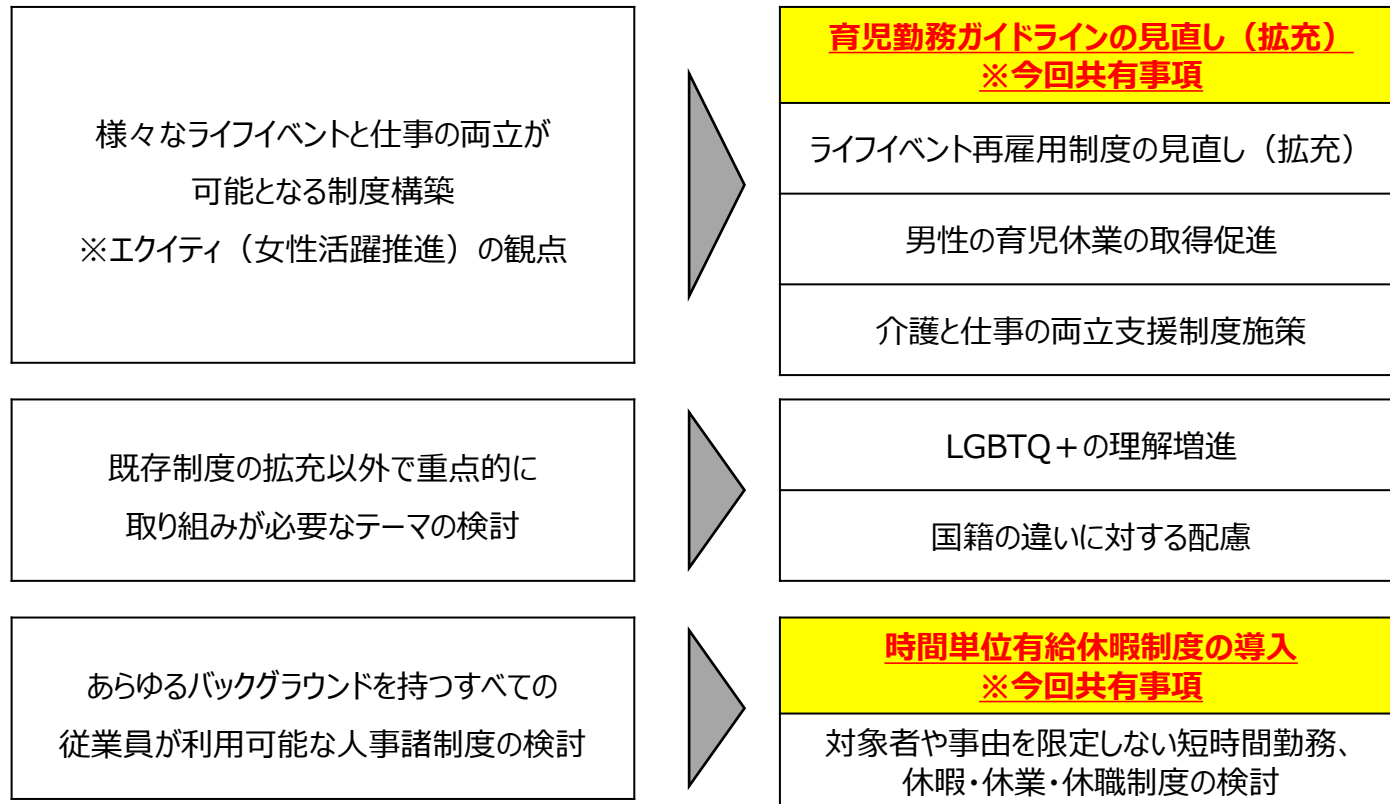 様々なライフイベントと仕事の両立が
可能となる制度構築
※エクイティ（女性活躍推進）の観点
育児勤務ガイドラインの見直し（拡充）
※今回共有事項
ライフイベント再雇用制度の見直し（拡充）
男性の育児休業の取得促進
介護と仕事の両立支援制度施策
既存制度の拡充以外で重点的に
取り組みが必要なテーマの検討
LGBTQ＋の理解増進
国籍の違いに対する配慮
あらゆるバックグラウンドを持つすべての
従業員が利用可能な人事諸制度の検討
時間単位有給休暇制度の導入
※今回共有事項
対象者や事由を限定しない短時間勤務、
休暇・休業・休職制度の検討